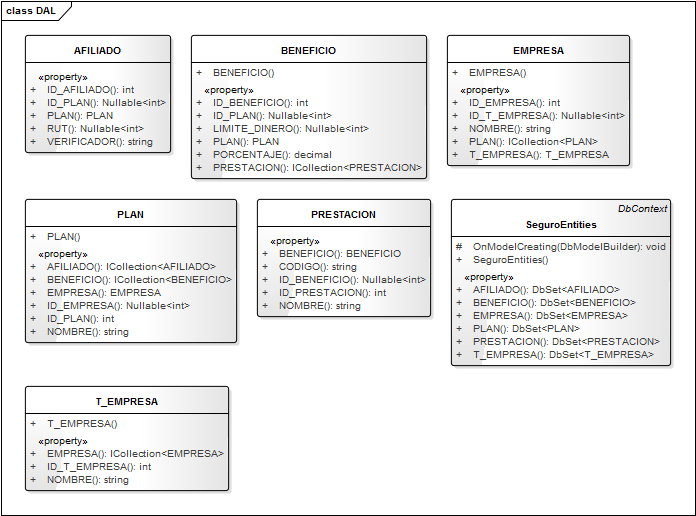 class DAL
AFILIADO
«property»
+ ID_AFILIADO(): int
+ ID_PLAN(): Nullable<int>
+ PLAN(): PLAN
+ RUT(): Nullable<int>
+ VERIFICADOR(): string
BENEFICIO
+ BENEFICIO()
«property»
+ ID_BENEFICIO(): int
+ ID_PLAN(): Nullable<int>
+ LIMITE_DINERO(): Nullable<int>
+ PLAN(): PLAN
+ PORCENTAJE(): decimal
+ PRESTACION(): ICollection<PRESTACION>
EMPRESA
+ EMPRESA()
«property»
+ ID_EMPRESA(): int
+ ID_T_EMPRESA(): Nullable<int>
+ NOMBRE(): string
+ PLAN(): ICollection<PLAN>
+ T_EMPRESA(): T_EMPRESA
PLAN
+ PLAN()
«property»
+ AFILIADO(): ICollection<AFILIADO>
+ BENEFICIO(): ICollection<BENEFICIO>
+ EMPRESA(): EMPRESA
+ ID_EMPRESA(): Nullable<int>
+ ID_PLAN(): int
+ NOMBRE(): string
PRESTACION
«property»
+ BENEFICIO(): BENEFICIO
+ CODIGO(): string
+ ID_BENEFICIO(): Nullable<int>
+ ID_PRESTACION(): int
+ NOMBRE(): string
DbContext
SeguroEntities
# OnModelCreating(DbModelBuilder): void
+ SeguroEntities()
«property»
+ AFILIADO(): DbSet<AFILIADO>
+ BENEFICIO(): DbSet<BENEFICIO>
+ EMPRESA(): DbSet<EMPRESA>
+ PLAN(): DbSet<PLAN>
+ PRESTACION(): DbSet<PRESTACION>
+ T_EMPRESA(): DbSet<T_EMPRESA>
T_EMPRESA
+ T_EMPRESA()
«property»
+ EMPRESA(): ICollection<EMPRESA>
+ ID_T_EMPRESA(): int
+ NOMBRE(): string